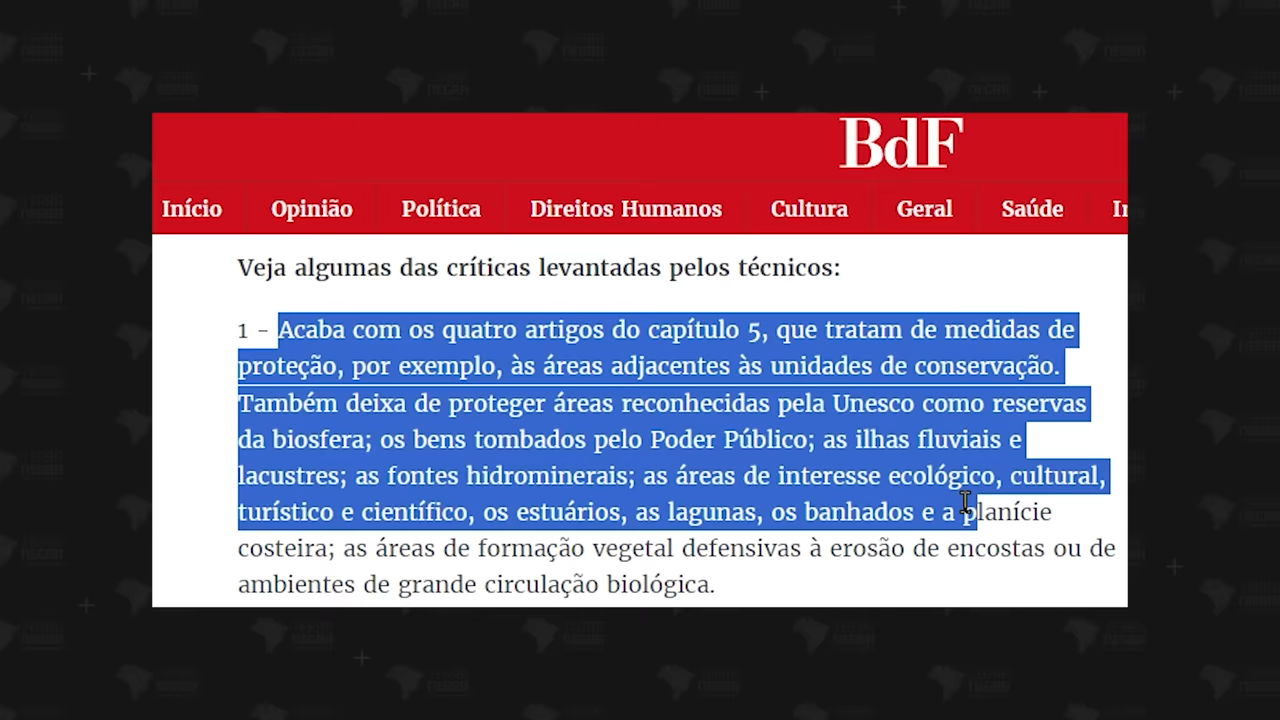 BdF
Início Opinião Política Direitos Humanos Cultura Geral Saúde
Veja algumas das críticas levantadas pelos técnicos:
1 – Acaba com os quatro artigos do capítulo 5, que tratam de medidas de
proteção, por exemplo, às áreas adjacentes às unidades de conservação.
Também deixa de proteger áreas reconhecidas pela Unesco como reservas
da biosfera; os bens tombados pelo Poder Público; as ilhas fluviais e
lacustres; as fontes hidrominerais; as áreas de interesse ecológico, cultural,
turístico e científico, os estuários, as lagunas, os banhados e a planície
costeira; as áreas de formação vegetal defensivas à erosão de encostas ou de
ambientes de grande circulação biológica.